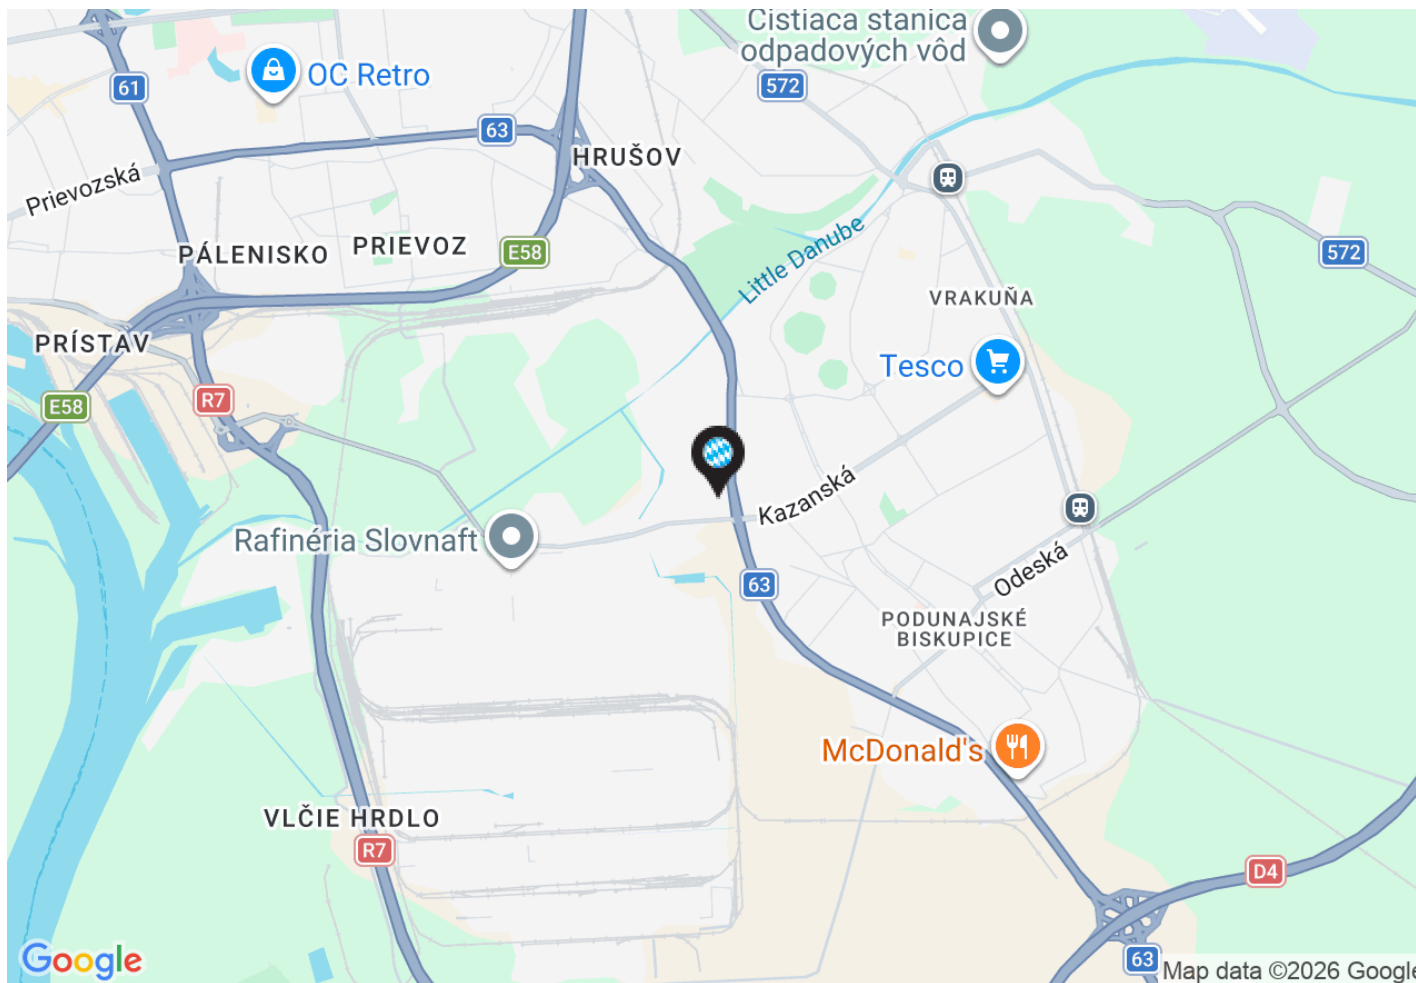 Čistiaca stanica
odpadových vôd
OC Retro
61
572
63
HRUŠOV
Prievozská
PÁLENISKO
PRIEVOZ
E58
Little Danube
572
VRAKUŇA
PRÍSTAV
Tesco
E58
R7
Kazanská
Rafinéria Slovnaft
63
Odeská
PODUNAJSKÉ
BISKUPICE
McDonald's
VLČIE HRDLO
R7
D4
63
Google
Map data ©2026 Google